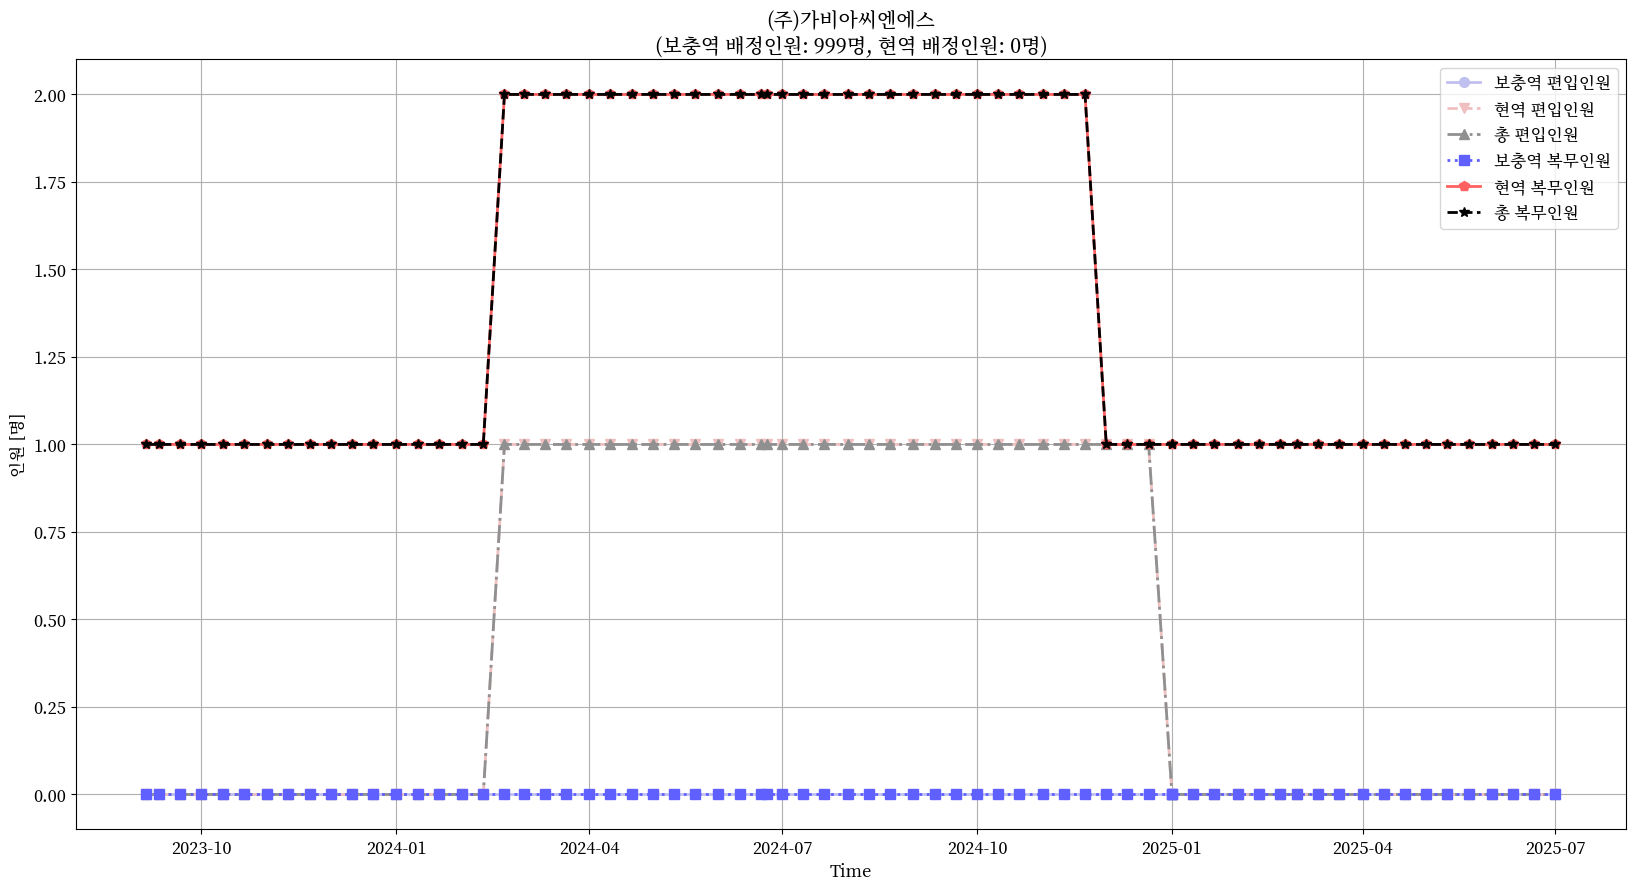 (주)가비아씨엔에스
(보충역 배정인원: 999명, 현역 배정인원: 0명)
보충역 편입인원
현역 편입인원
총 편입인원
보충역 복무인원
현역 복무인원
총 복무인원
인원 [명]
2.00
1.75
1.50
1.25
1.00
0.75
0.50
0.25
0.00
2023-10
2024-01
2024-04
2024-07
2024-10
2025-01
2025-04
2025-07
Time